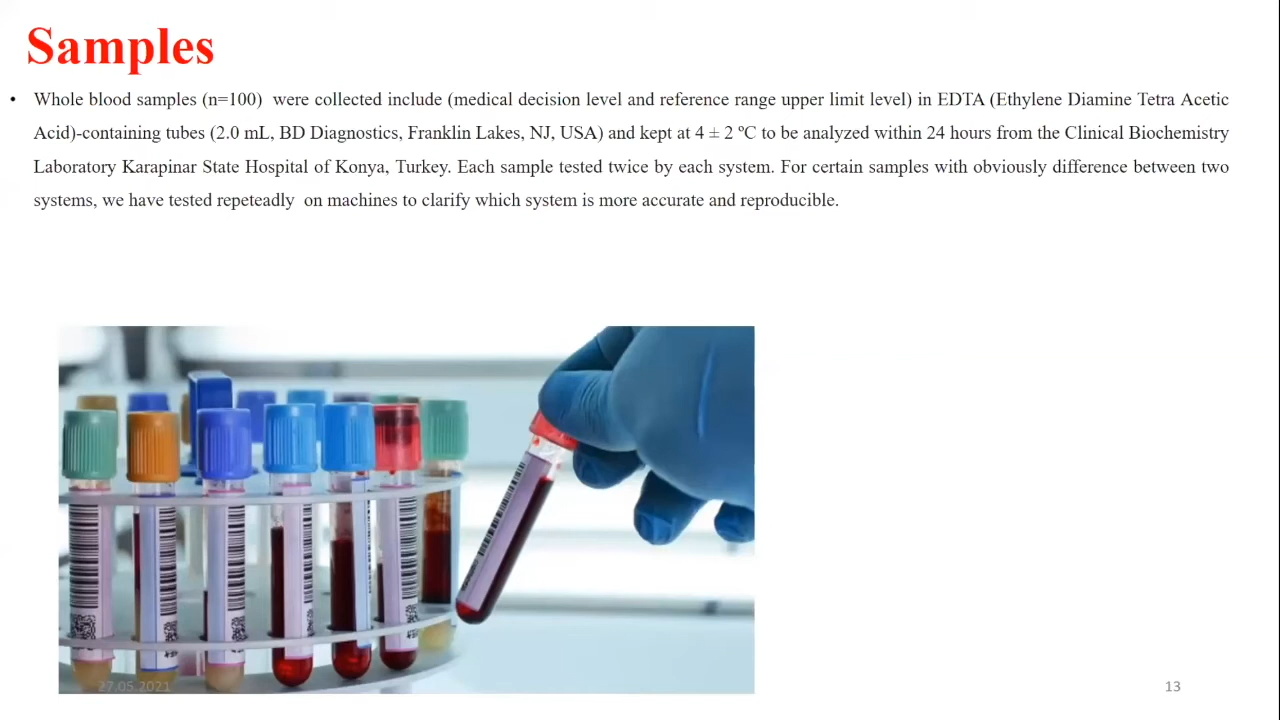 Samples
• Whole blood samples (n=100)  were collected include (medical decision level and reference range upper limit level) in EDTA (Ethylene Diamine Tetra Acetic
Acid)-containing tubes (2.0 mL, BD Diagnostics, Franklin Lakes, NJ, USA) and kept at 4 ± 2 ºC to be analyzed within 24 hours from the Clinical Biochemistry
Laboratory Karapinar State Hospital of Konya, Turkey. Each sample tested twice by each system. For certain samples with obviously difference between two
systems, we have tested repeteadly  on machines to clarify which system is more accurate and reproducible.
27.05.2021
13